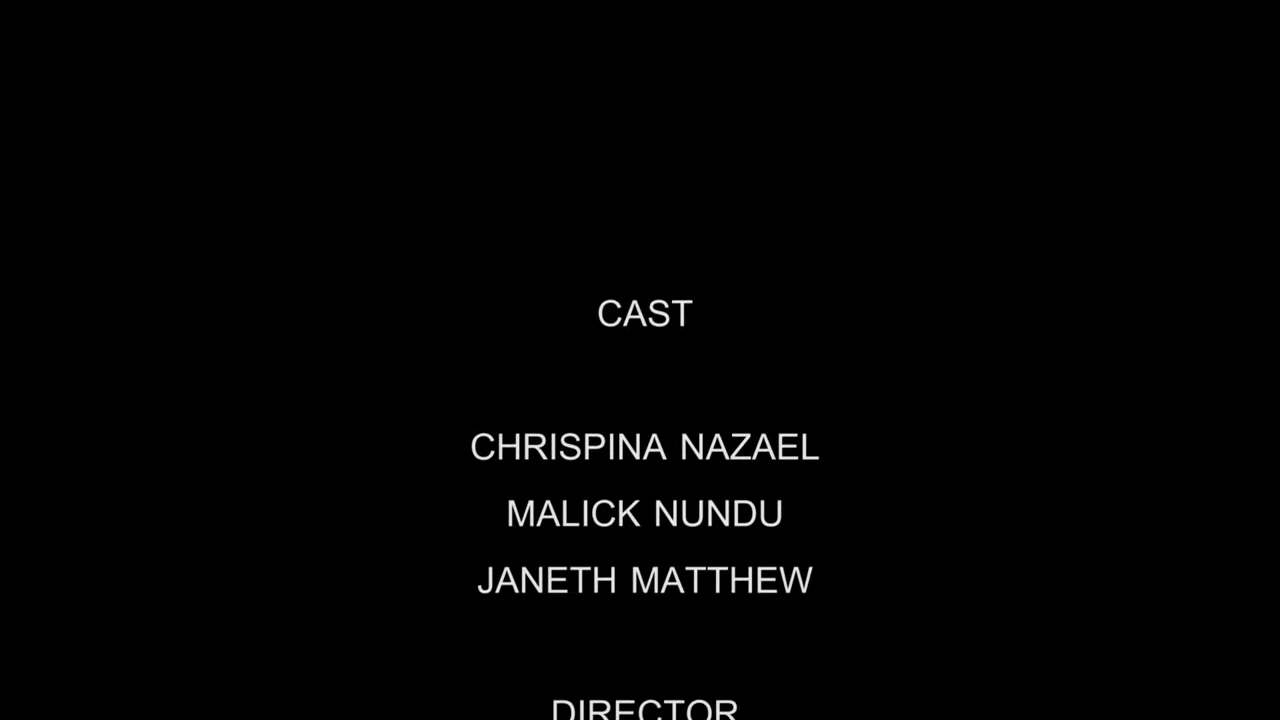 CAST
CHRISPINA NAZAEL
MALICK NUNDU
JANETH MATTHEW
DIRECTOR